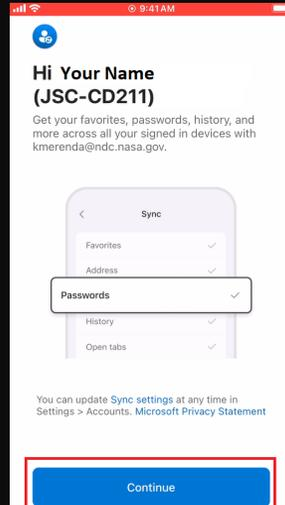 9:41 AM
Hi Your Name
(JSC-CD211)
Get your favorites, passwords, history, and
more across all your signed in devices with
kmerenda@ndc.nasa.gov.
Sync
Favorites
Address
Passwords
History
Open tabs
You can update Sync settings at any time in
Settings > Accounts. Microsoft Privacy Statement
Continue